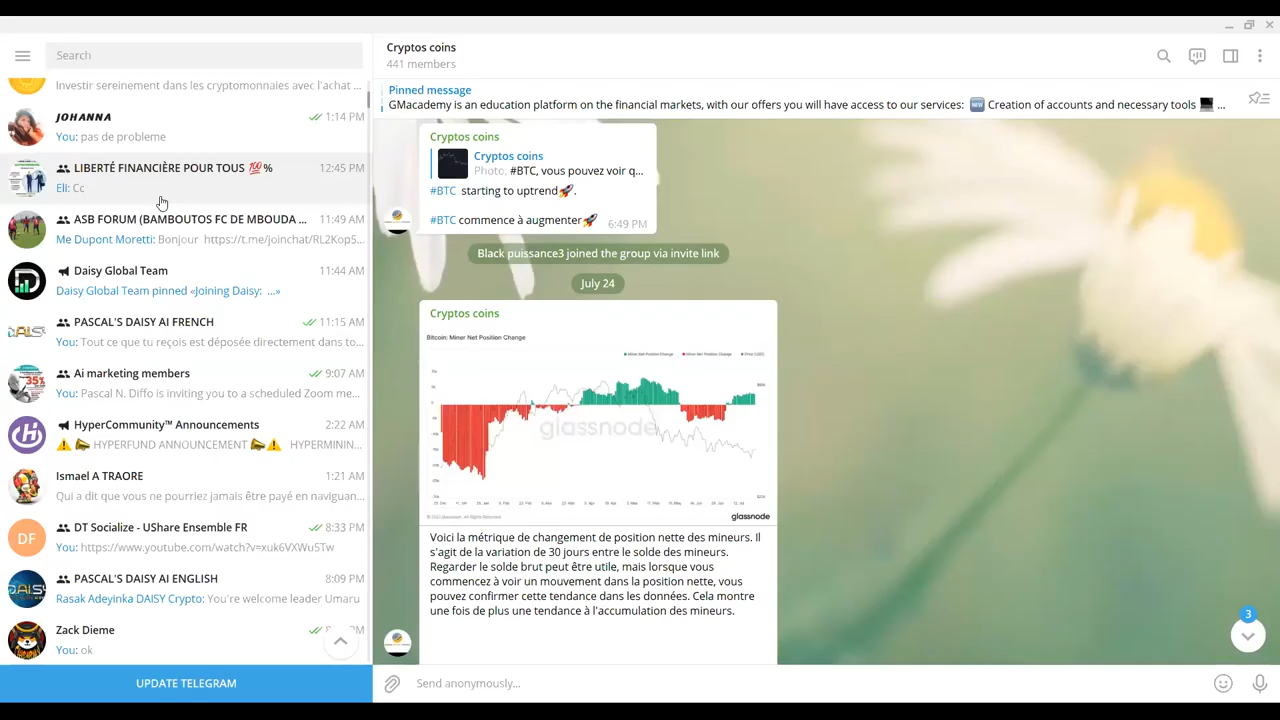 Search
Investir sereinement dans les cryptomonnaies avec l'achat ...
JOHANNA
1:14 PM
You: pas de probleme
LIBERTÉ FINANCIÈRE POUR TOUS 💯%
12:45 PM
Eli: Cc
ASB FORUM (BAMBOUTOS FC DE MBOUDA ...
11:49 AM
Me Dupont Moretti: Bonjour https://t.me/joinchat/RL2Kop5...
Daisy Global Team
11:44 AM
Daisy Global Team pinned «Joining Daisy: ...»
PASCAL'S DAISY AI FRENCH
11:15 AM
You: Tout ce que tu reçois est déposée directement dans to...
Ai marketing members
9:07 AM
You: Pascal N. Diffo is inviting you to a scheduled Zoom me...
HyperCommunity™ Announcements
2:22 AM
⚠️📣 HYPERFUND ANNOUNCEMENT 📣⚠️ HYPERMININ...
Ismael A TRAORE
1:21 AM
Qui a dit que vous ne pourriez jamais être payé en naviguan...
DF
DT Socialize - UShare Ensemble FR
8:33 PM
You: https://www.youtube.com/watch?v=xuk6VXWu5Tw
PASCAL'S DAISY AI ENGLISH
8:09 PM
Rasak Adeyinka DAISY Crypto: You're welcome leader Umaru
Zack Dieme
You: ok
UPDATE TELEGRAM
Cryptos coins
441 members
Pinned message
GMacademy is an education platform on the financial markets, with our offers you will have access to our services: 🆕 Creation of accounts and necessary tools 💻 ...
Cryptos coins
Cryptos coins
Photo, #BTC, vous pouvez voir q...
#BTC starting to uptrend🚀.
#BTC commence à augmenter🚀
6:49 PM
Black puissance3 joined the group via invite link
July 24
Cryptos coins
Bitcoin: Miner Net Position Change
glassnode
glassnode
Voici la métrique de changement de position nette des mineurs. Il
s'agit de la variation de 30 jours entre le solde des mineurs.
Regarder le solde brut peut être utile, mais lorsque vous
commencez à voir un mouvement dans la position nette, vous
pouvez confirmer cette tendance dans les données. Cela montre
une fois de plus une tendance à l'accumulation des mineurs.
3
Send anonymously...